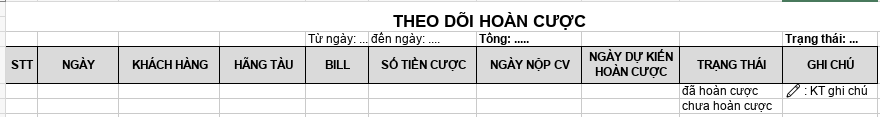 THEO DÕI HOÀN CƯỢC
Từ ngày: ... đến ngày: .... Tông: ..... Trạng thái: ...
STT NGÀY KHÁCH HÀNG HÃNG TÀU BILL SỐ TIỀN CƯỢC NGÀY NỘP CV NGÀY DỰ KIẾN HOÀN CƯỢC TRẠNG THÁI GHI CHÚ
đã hoàn cược : KT ghi chú
chưa hoàn cược